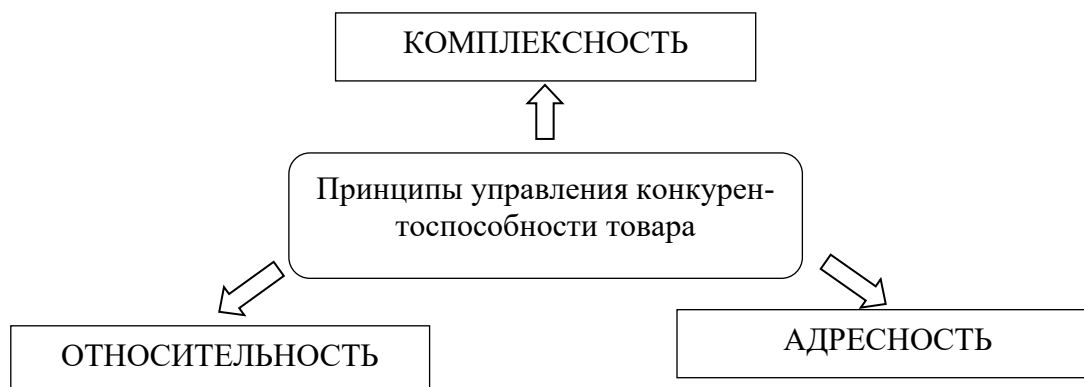 КОМПЛЕКСНОСТЬ
Принципы управления конкурен-
тоспособности товара
ОТНОСИТЕЛЬНОСТЬ
АДРЕСНОСТЬ